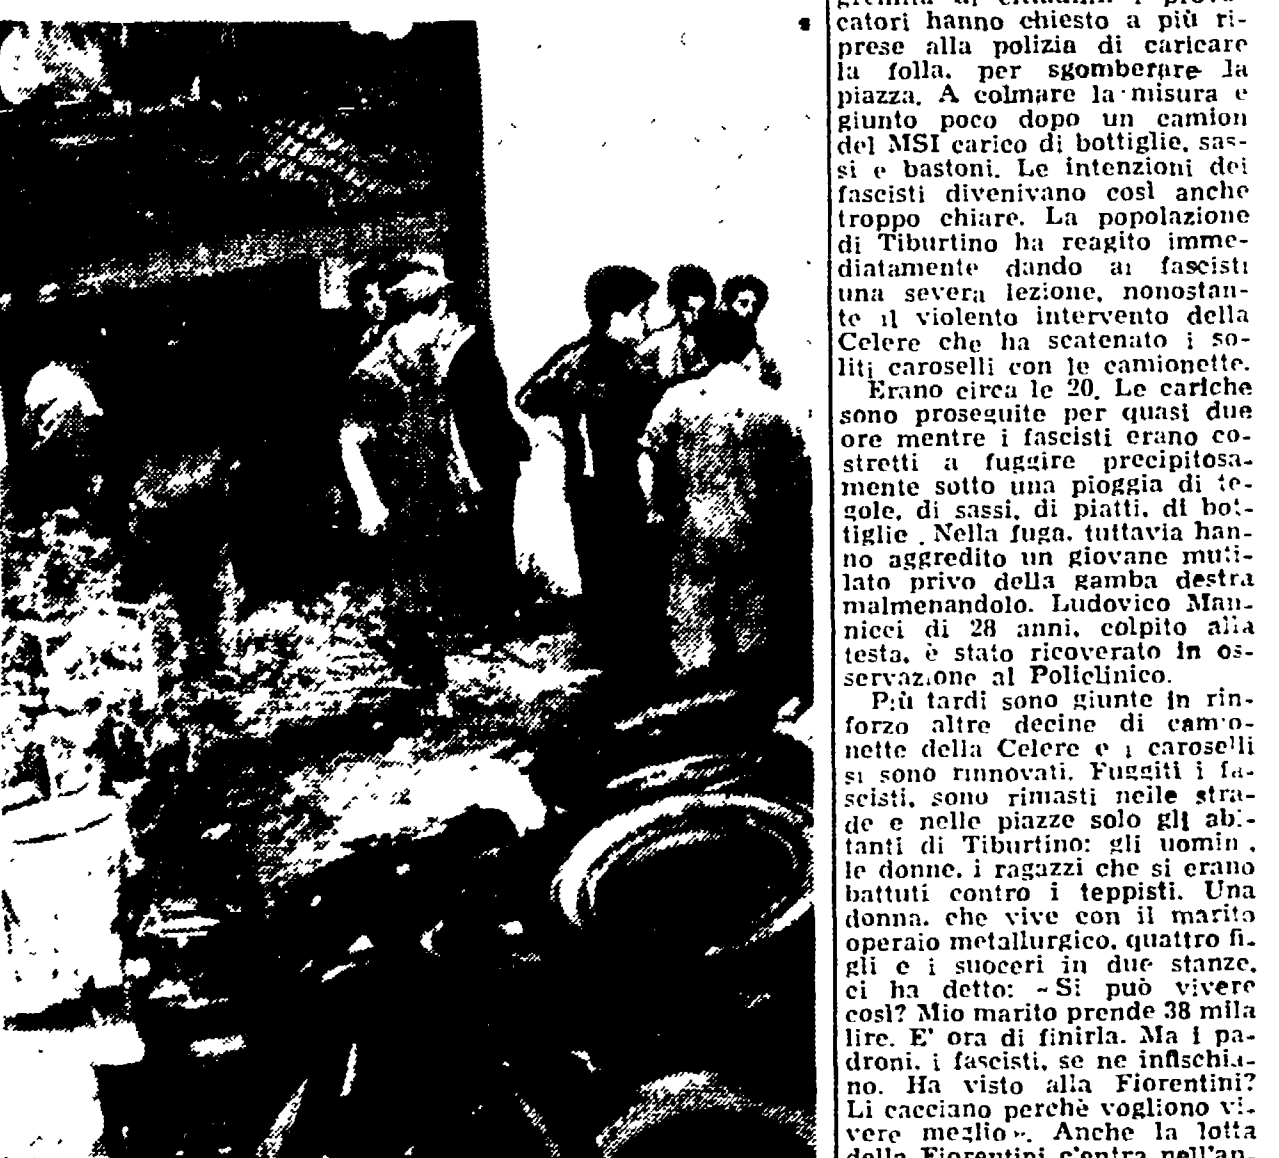 catori hanno chiesto a più ri-
prese alla polizia di caricare
la folla. per sgomberare la
piazza. A colmare la misura e
giunto poco dopo un camion
del MSI carico di bottiglie, sas-
si e bastoni. Le intenzioni dei
fascisti divenivano così anche
troppo chiare. La popolazione
di Tiburtino ha reagito imme-
diatamente dando ai fascisti
una severa lezione, nonostan-
te il violento intervento della
Celere che ha scatenato i so-
liti caroselli con le camionette.
Erano circa le 20. Le cariche
sono proseguite per quasi due
ore mentre i fascisti erano co-
stretti a fuggire precipitosa-
mente sotto una pioggia di te-
gole, di sassi, di piatti, di bot-
tiglie. Nella fuga, tuttavia han-
no aggredito un giovane muti-
lato privo della gamba destra
malmenandolo. Ludovico Man-
nicci di 28 anni, colpito alla
testa, è stato ricoverato in os-
servazione al Policlinico.
Più tardi sono giunte in rin-
forzo altre decine di camio-
nette della Celere e i caroselli
si sono rinnovati. Fuggiti i fa-
scisti, sono rimasti nelle stra-
de e nelle piazze solo gli abi-
tanti di Tiburtino: gli uomini,
le donne, i ragazzi che si erano
battuti contro i teppisti. Una
donna, che vive con il marito
operaio metallurgico, quattro fi-
gli e i suoceri in due stanze,
ci ha detto: «Si può vivere
così? Mio marito prende 38 mila
lire. E' ora di finirla. Ma i pa-
droni, i fascisti, se ne infischia-
no. Ha visto alla Fiorentini?
Li cacciano perchè vogliono vi-
vere meglio». Anche la lotta
della Fiorentini c'entra nell'an-